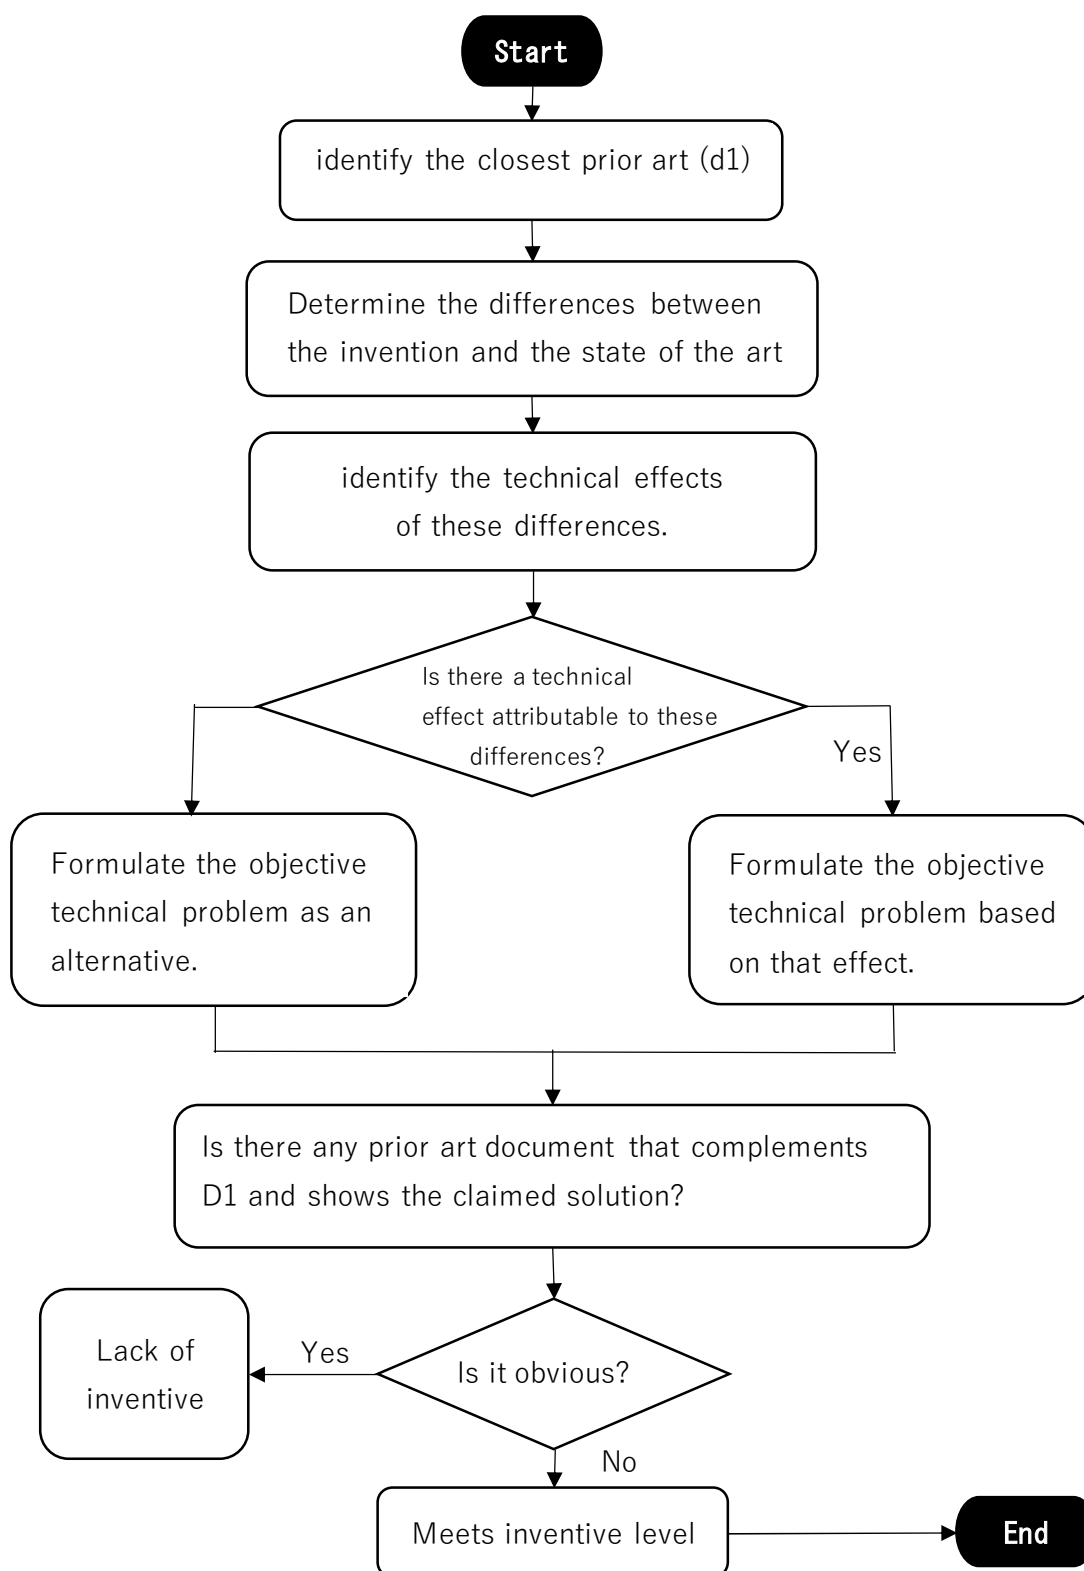 Start
identify the closest prior art (d1)
Determine the differences between
the invention and the state of the art
identify the technical effects
of these differences.
Is there a technical
effect attributable to these
differences?
Yes
Formulate the objective
technical problem as an
alternative.
Formulate the objective
technical problem based
on that effect.
Is there any prior art document that complements
D1 and shows the claimed solution?
Lack of
inventive
Yes
Is it obvious?
No
Meets inventive level
End